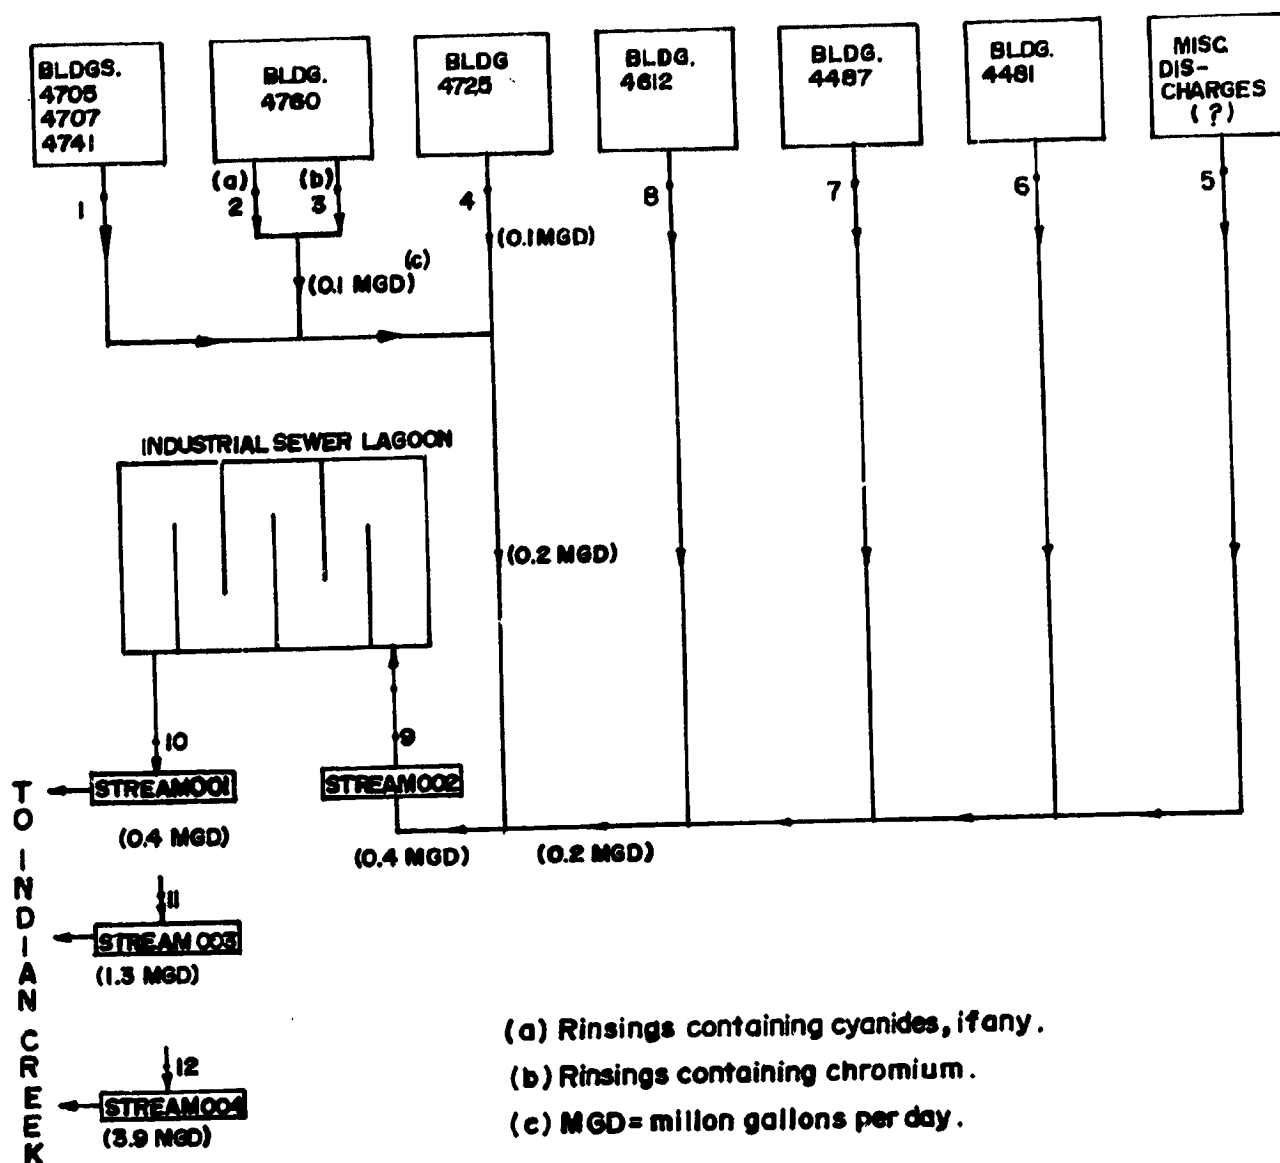 BLDGS.
4705
4707
4741
BLDG.
4760
BLDG
4725
BLDG.
4612
BLDG.
4487
BLDG.
4481
MISC.
DIS-
CHARGES
(?)
(a)
2
(b)
3
1
4
8
7
6
5
(0.1 MGD)
(0.1 MGD)(c)
INDUSTRIAL SEWER LAGOON
(0.2 MGD)
10
9
STREAM001
STREAM002
(0.4 MGD)
(0.4 MGD)
(0.2 MGD)
11
STREAM 003
(1.3 MGD)
12
STREAM004
(3.9 MGD)
TO INDIAN CREEK
(a) Rinsings containing cyanides, if any.
(b) Rinsings containing chromium.
(c) MGD= millon gallons per day.